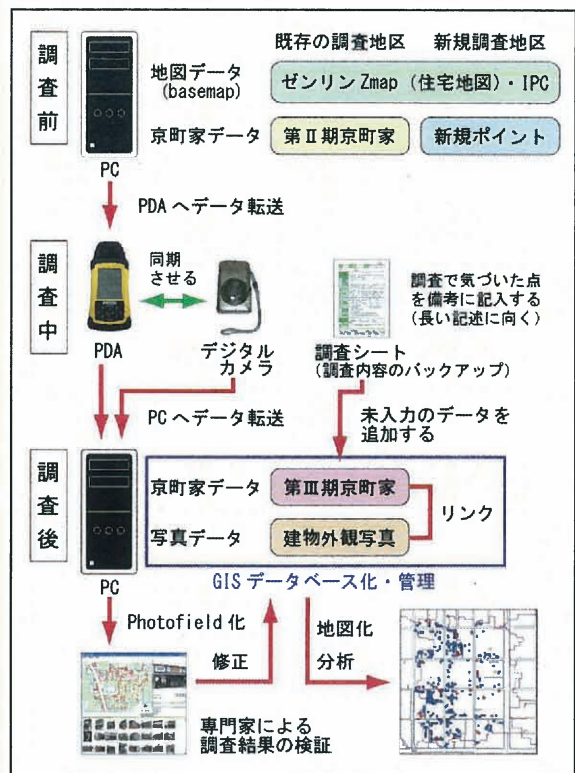 調査前
既存の調査地区
新規調査地区
地図データ
(basemap)
ゼンリン Zmap (住宅地図)・IPC
京町家データ
第Ⅱ期京町家
新規ポイント
PC
PDA へデータ転送
調査中
同期
させる
PDA
デジタル
カメラ
調査シート
(調査内容のバックアップ)
調査で気づいた点
を備考に記入する
(長い記述に向く)
PC へデータ転送
未入力のデータを
追加する
調査後
京町家データ
第Ⅲ期京町家
写真データ
建物外観写真
リンク
PC
GIS データベース化・管理
Photofield 化
修正
地図化
分析
専門家による
調査結果の検証